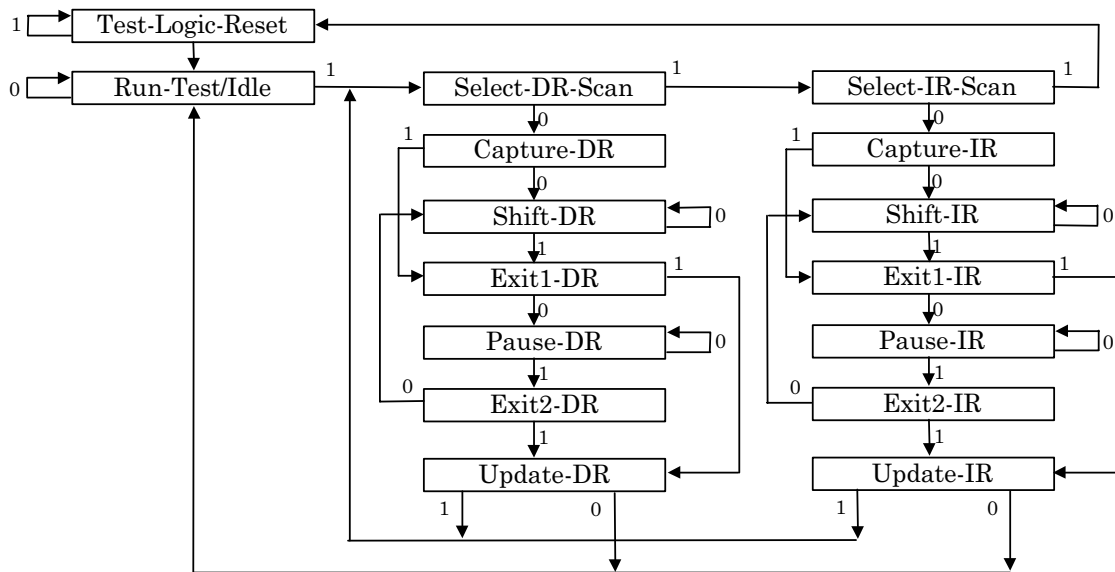 1
Test-Logic-Reset
0
Run-Test/Idle
1
Select-DR-Scan
1
Select-IR-Scan
1
0
0
1
Capture-DR
1
Capture-IR
0
0
Shift-DR
0
Shift-IR
0
1
1
Exit1-DR
1
Exit1-IR
1
0
0
Pause-DR
0
Pause-IR
0
1
1
0
Exit2-DR
0
Exit2-IR
1
1
Update-DR
Update-IR
1
0
1
0